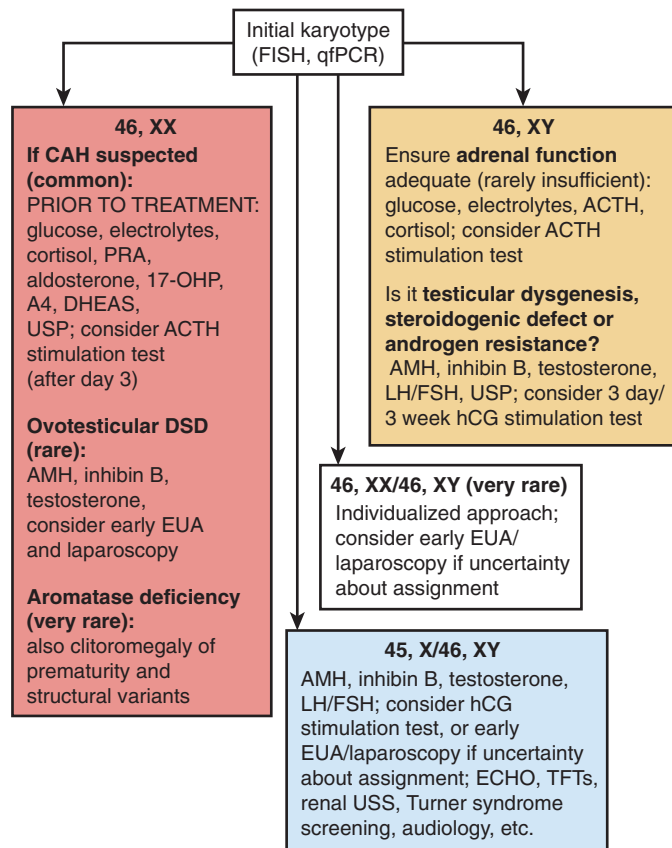 Initial karyotype
(FISH, qfPCR)
46, XX
If CAH suspected
(common):
PRIOR TO TREATMENT:
glucose, electrolytes,
cortisol, PRA,
aldosterone, 17-OHP,
A4, DHEAS,
USP; consider ACTH
stimulation test
(after day 3)
Ovotesticular DSD
(rare):
AMH, inhibin B,
testosterone,
consider early EUA
and laparoscopy
Aromatase deficiency
(very rare):
also clitoromegaly of
prematurity and
structural variants
46, XY
Ensure adrenal function
adequate (rarely insufficient):
glucose, electrolytes, ACTH,
cortisol; consider ACTH
stimulation test
Is it testicular dysgenesis,
steroidogenic defect or
androgen resistance?
AMH, inhibin B, testosterone,
LH/FSH, USP; consider 3 day/
3 week hCG stimulation test
46, XX/46, XY (very rare)
Individualized approach;
consider early EUA/
laparoscopy if uncertainty
about assignment
45, X/46, XY
AMH, inhibin B, testosterone,
LH/FSH; consider hCG
stimulation test, or early
EUA/laparoscopy if uncertainty
about assignment; ECHO, TFTs,
renal USS, Turner syndrome
screening, audiology, etc.